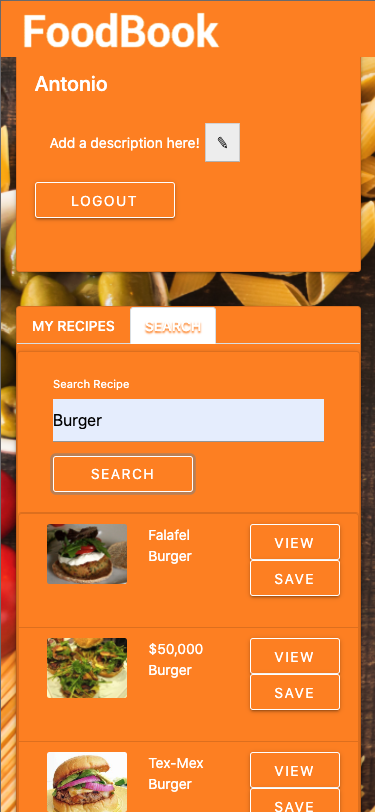 FoodBook
Antonio
Add a description here!
LOGOUT
MY RECIPES
SEARCH
Search Recipe
Burger
SEARCH
Falafel
Burger
VIEW
SAVE
$50,000
Burger
VIEW
SAVE
Tex-Mex
Burger
VIEW
SAVE